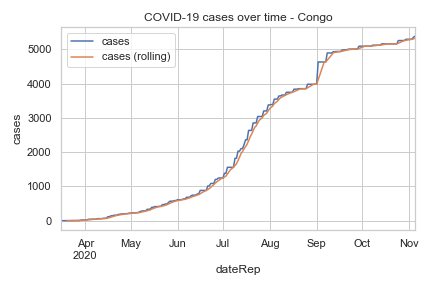 COVID-19 cases over time - Congo
cases
cases (rolling)
5000
4000
3000
2000
1000
0
cases
Apr
2020
May
Jun
Jul
Aug
Sep
Oct
Nov
dateRep